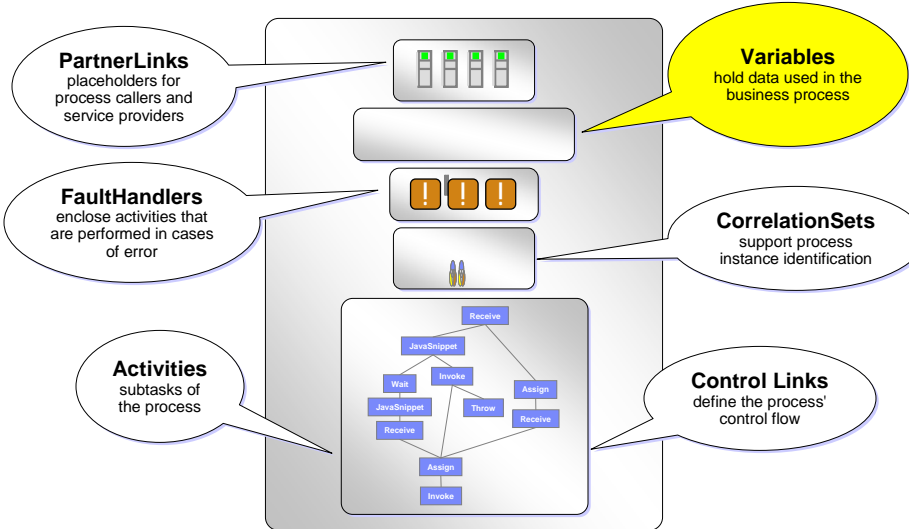 PartnerLinks
placeholders for
process callers and
service providers
Variables
hold data used in the
business process
FaultHandlers
enclose activities that
are performed in cases
of error
! ! !
CorrelationSets
support process
instance identification
Activities
subtasks of
the process
Receive
JavaSnippet
Wait
Invoke
Assign
JavaSnippet
Throw
Receive
Receive
Assign
Invoke
Control Links
define the process'
control flow